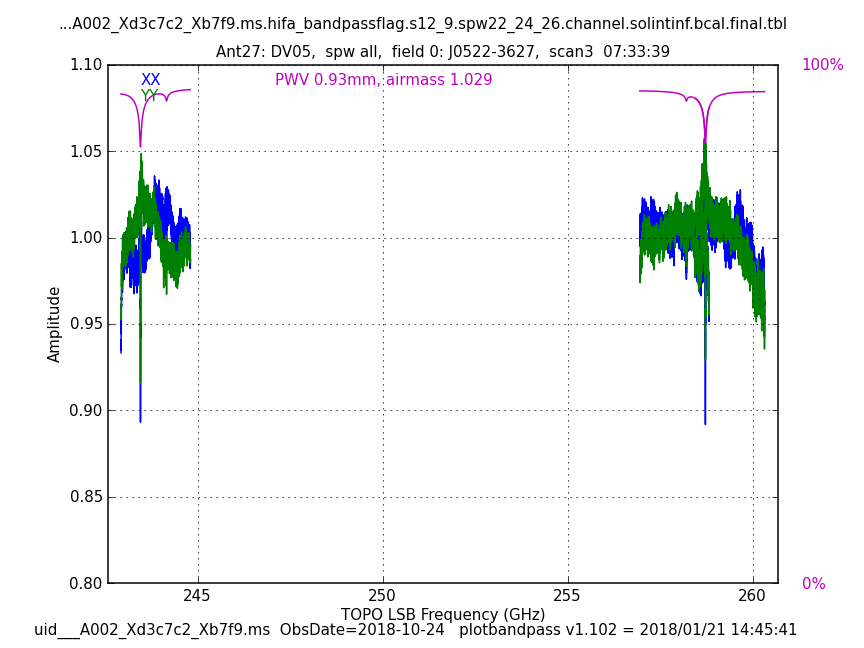 ...A002_Xd3c7c2_Xb7f9.ms.hifa_bandpassflag.s12_9.spw22_24_26.channel.solintinf.bcal.final.tbl
Ant27: DV05,  spw all,  field 0: J0522-3627,  scan3  07:33:39
1.10
XX
PWV 0.93mm, airmass 1.029
100%
YY
1.05
1.00
0.95
0.90
0.85
0.80
0%
Amplitude
245
250
255
260
TOPO LSB Frequency (GHz)
uid___A002_Xd3c7c2_Xb7f9.ms  ObsDate=2018-10-24   plotbandpass v1.102 = 2018/01/21 14:45:41